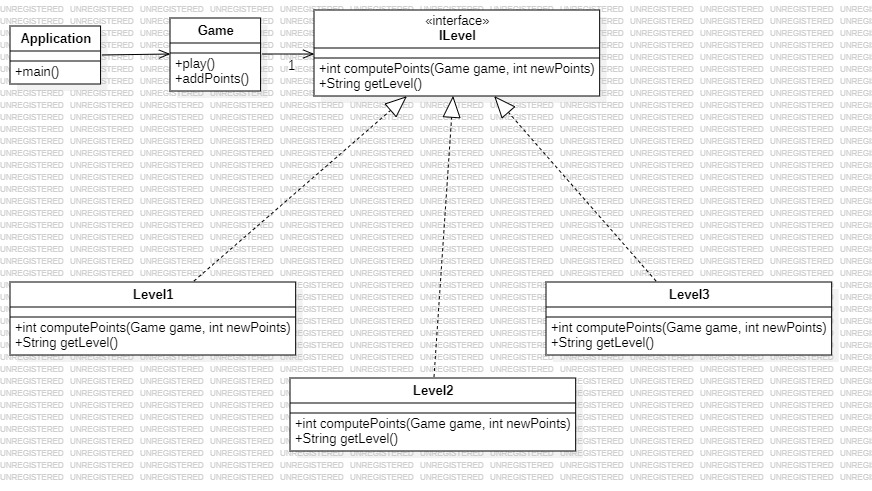 Application
+main()
Game
+play()
+addPoints()
1
«interface»
ILevel
+int computePoints(Game game, int newPoints)
+String getLevel()
Level1
+int computePoints(Game game, int newPoints)
+String getLevel()
Level3
+int computePoints(Game game, int newPoints)
+String getLevel()
Level2
+int computePoints(Game game, int newPoints)
+String getLevel()
UNREGISTERED